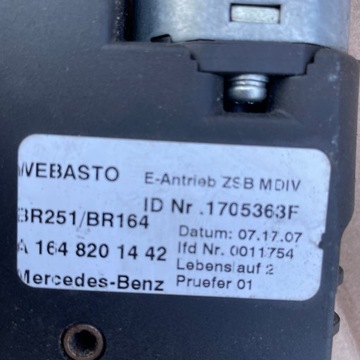 WEBASTO E-Antrieb ZSB MDIV
ID Nr .1705363F
BR251/BR164
Datum: 07.17.07
A 164 820 14 42
lfd Nr. 0011754
Lebenslauf 2
Mercedes-Benz Pruefer 01